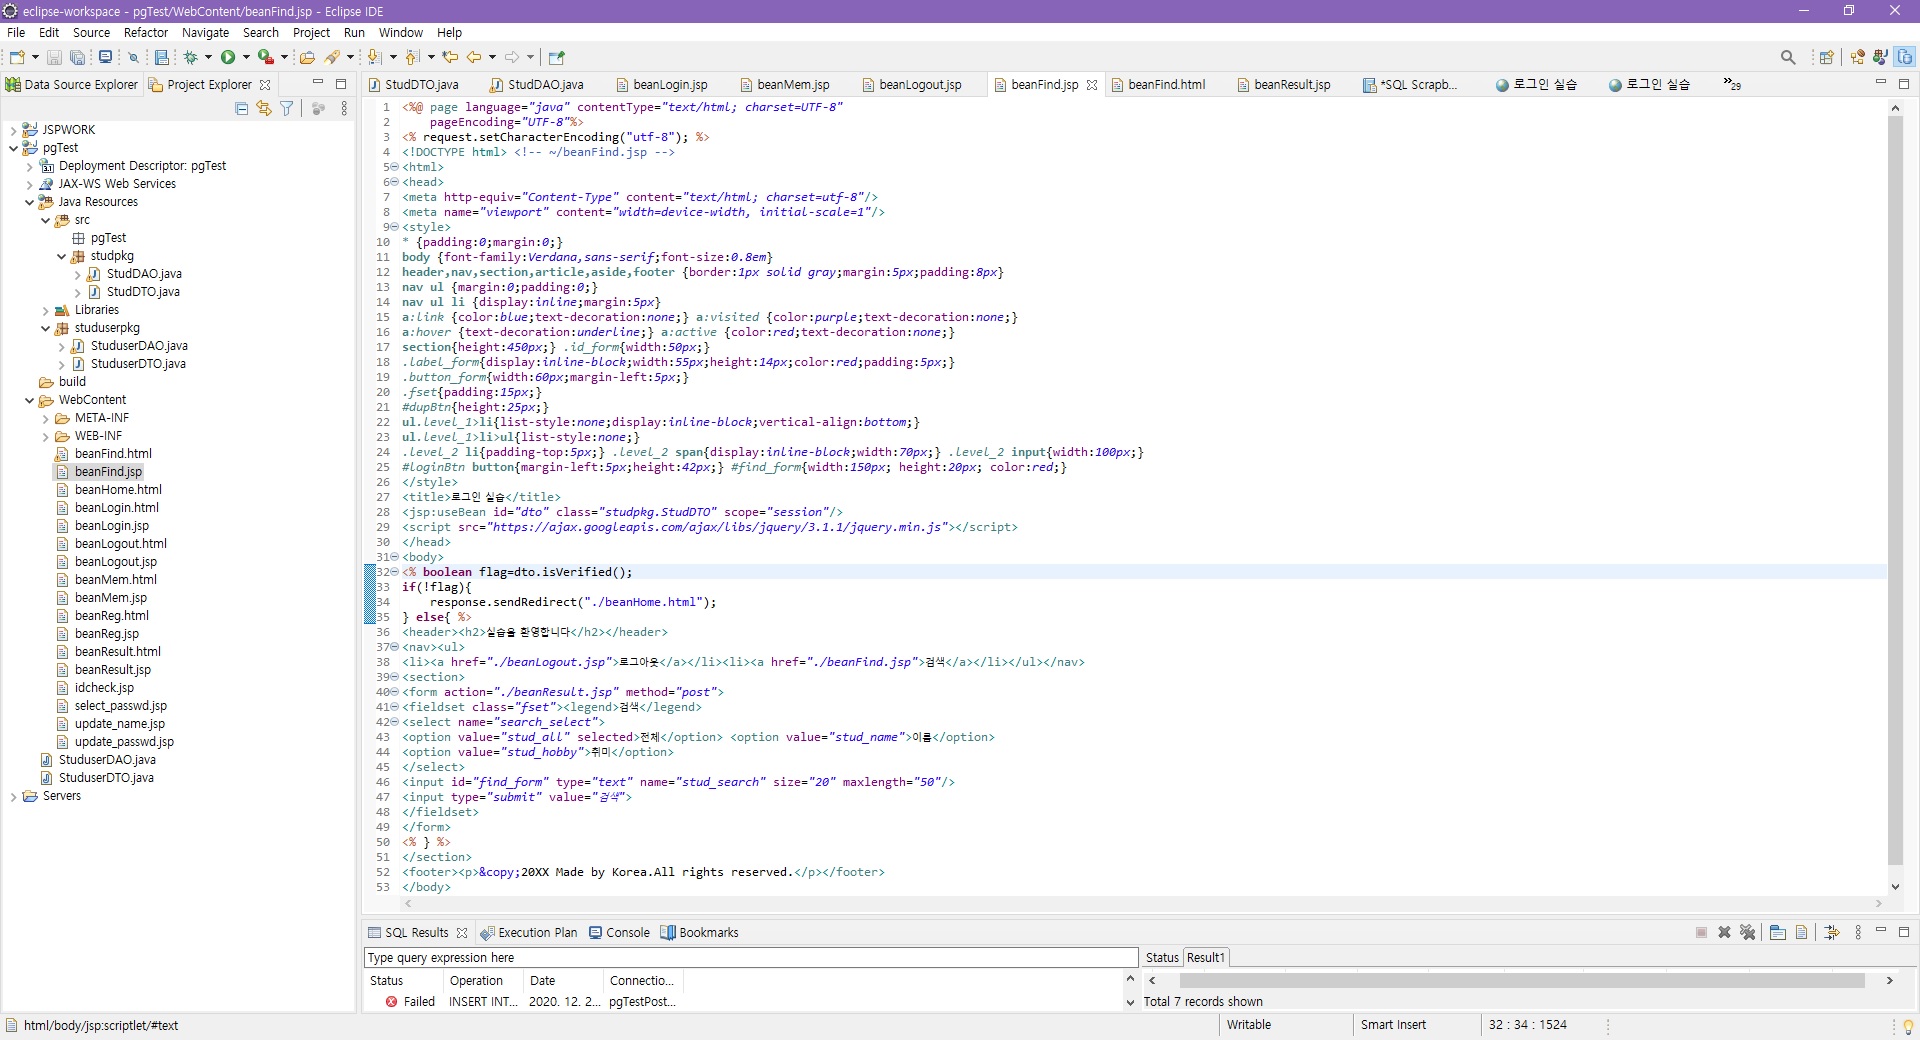 eclipse-workspace - pgTest/WebContent/beanFind.jsp - Eclipse IDE
File Edit Source Refactor Navigate Search Project Run Window Help
Data Source Explorer Project Explorer
StudDTO.java StudDAO.java beanLogin.jsp beanMem.jsp beanLogout.jsp beanFind.jsp beanFind.html beanResult.jsp *SQL Scrapb... 로그인 실습 로그인 실습 »29
JSPWORK
pgTest
Deployment Descriptor: pgTest
JAX-WS Web Services
Java Resources
src
pgTest
studpkg
StudDAO.java
StudDTO.java
Libraries
studuserpkg
StuduserDAO.java
StuduserDTO.java
build
WebContent
META-INF
WEB-INF
beanFind.html
beanFind.jsp
beanHome.html
beanLogin.html
beanLogin.jsp
beanLogout.html
beanLogout.jsp
beanMem.html
beanMem.jsp
beanReg.html
beanReg.jsp
beanResult.html
beanResult.jsp
idcheck.jsp
select_passwd.jsp
update_name.jsp
update_passwd.jsp
StuduserDAO.java
StuduserDTO.java
Servers
1 <%@ page language="java" contentType="text/html; charset=UTF-8"
2 pageEncoding="UTF-8"%>
3 <% request.setCharacterEncoding("utf-8"); %>
4 <!DOCTYPE html> <!-- ~/beanFind.jsp -->
5 <html>
6 <head>
7 <meta http-equiv="Content-Type" content="text/html; charset=utf-8"/>
8 <meta name="viewport" content="width=device-width, initial-scale=1"/>
9 <style>
10 * {padding:0;margin:0;}
11 body {font-family:Verdana,sans-serif;font-size:0.8em}
12 header,nav,section,article,aside,footer {border:1px solid gray;margin:5px;padding:8px}
13 nav ul {margin:0;padding:0;}
14 nav ul li {display:inline;margin:5px}
15 a:link {color:blue;text-decoration:none;} a:visited {color:purple;text-decoration:none;}
16 a:hover {text-decoration:underline;} a:active {color:red;text-decoration:none;}
17 section{height:450px;} .id_form{width:50px;}
18 .label_form{display:inline-block;width:55px;height:14px;color:red;padding:5px;}
19 .button_form{width:60px;margin-left:5px;}
20 .fset{padding:15px;}
21 #dupBtn{height:25px;}
22 ul.level_1>li{list-style:none;display:inline-block;vertical-align:bottom;}
23 ul.level_1>li>ul{list-style:none;}
24 .level_2 li{padding-top:5px;} .level_2 span{display:inline-block;width:70px;} .level_2 input{width:100px;}
25 #loginBtn button{margin-left:5px;height:42px;} #find_form{width:150px; height:20px; color:red;}
26 </style>
27 <title>로그인 실습</title>
28 <jsp:useBean id="dto" class="studpkg.StudDTO" scope="session"/>
29 <script src="https://ajax.googleapis.com/ajax/libs/jquery/3.1.1/jquery.min.js"></script>
30 </head>
31 <body>
32 <% boolean flag=dto.isVerified();
33 if(!flag){
34 response.sendRedirect("./beanHome.html");
35 } else{ %>
36 <header><h2>실습을 환영합니다</h2></header>
37 <nav><ul>
38 <li><a href="./beanLogout.jsp">로그아웃</a></li><li><a href="./beanFind.jsp">검색</a></li></ul></nav>
39 <section>
40 <form action="./beanResult.jsp" method="post">
41 <fieldset class="fset"><legend>검색</legend>
42 <select name="search_select">
43 <option value="stud_all" selected>전체</option> <option value="stud_name">이름</option>
44 <option value="stud_hobby">취미</option>
45 </select>
46 <input id="find_form" type="text" name="stud_search" size="20" maxlength="50"/>
47 <input type="submit" value="검색">
48 </fieldset>
49 </form>
50 <% } %>
51 </section>
52 <footer><p>&copy;20XX Made by Korea.All rights reserved.</p></footer>
53 </body>
SQL Results Execution Plan Console Bookmarks
Type query expression here
Status Operation Date Connectio...
Failed INSERT INT... 2020. 12. 2... pgTestPost...
Status Result1
Total 7 records shown
html/body/jsp:scriptlet/#text Writable Smart Insert 32 : 34 : 1524